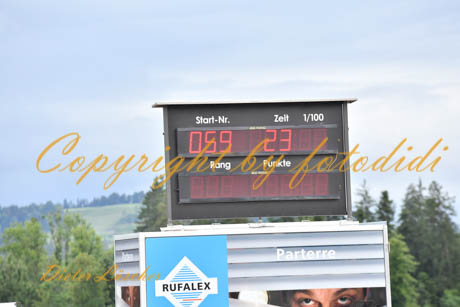 Start-Nr. Zeit 1/100
059 23
Rang Punkte
Copyright by fotodidi
Parterre
RUFALEX